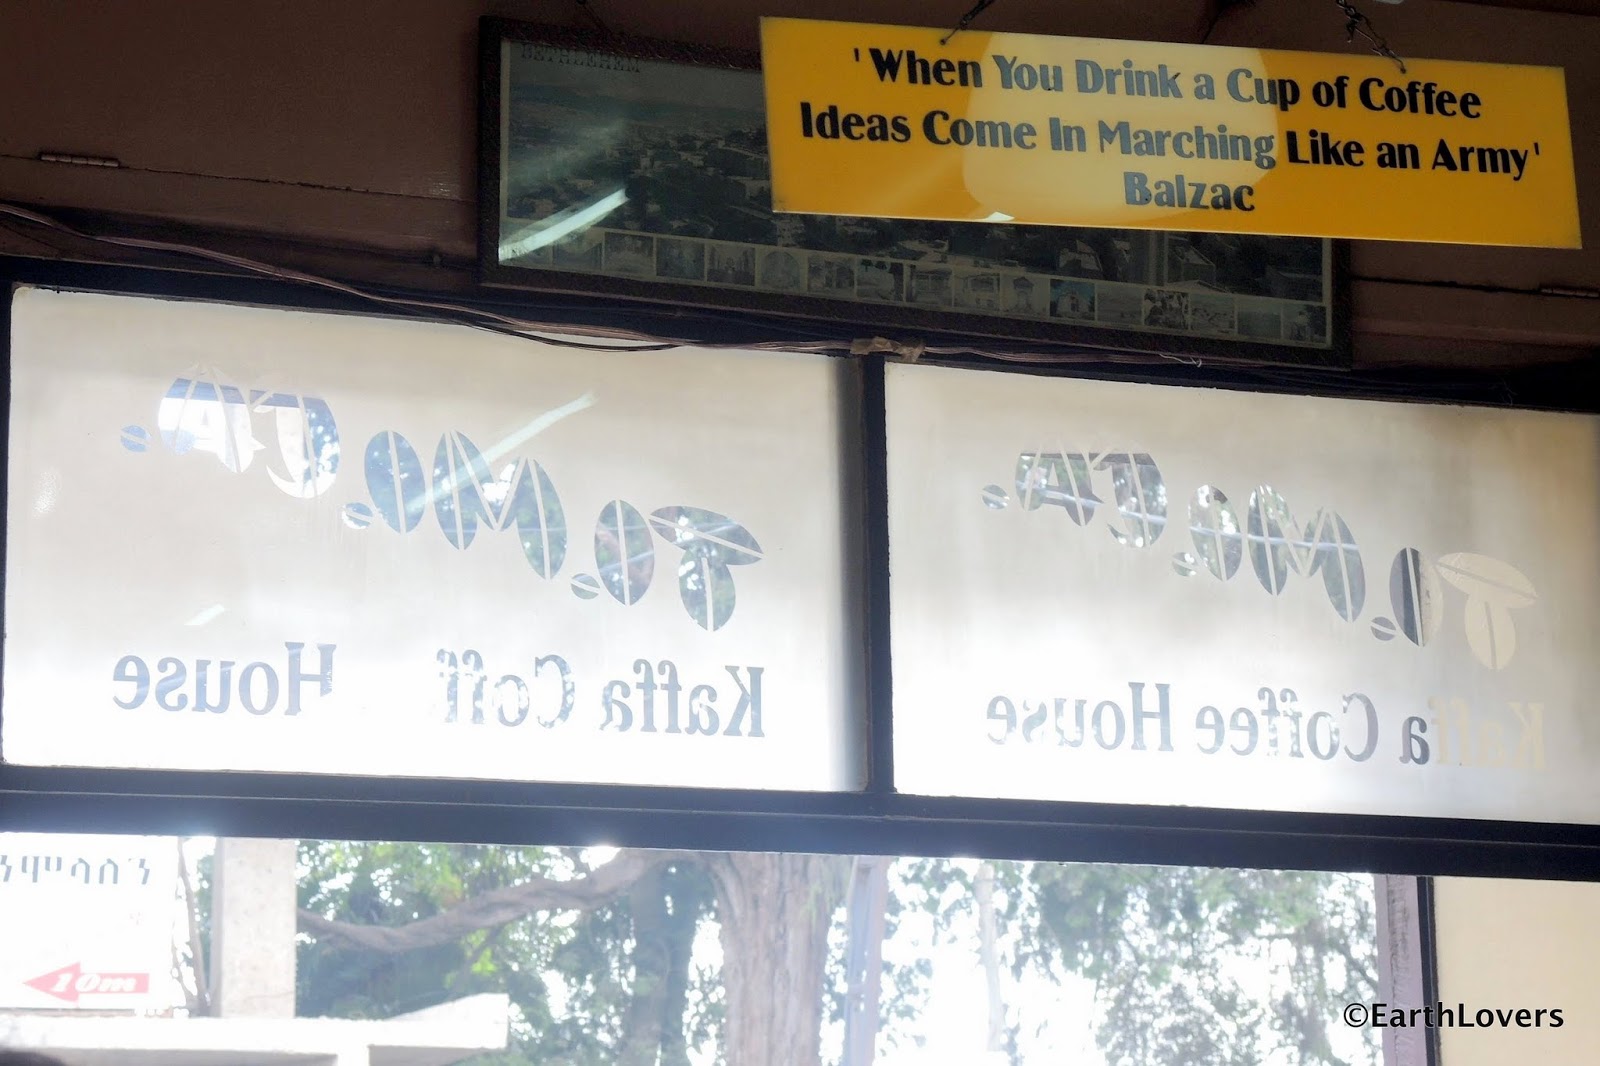 BETHLEHEM
'When You Drink a Cup of Coffee
Ideas Come In Marching Like an Army'
Balzac
TO.MO.CA.
Kaffa Coff House
TO.MO.CA.
Kaffa Coffee House
10m
©EarthLovers